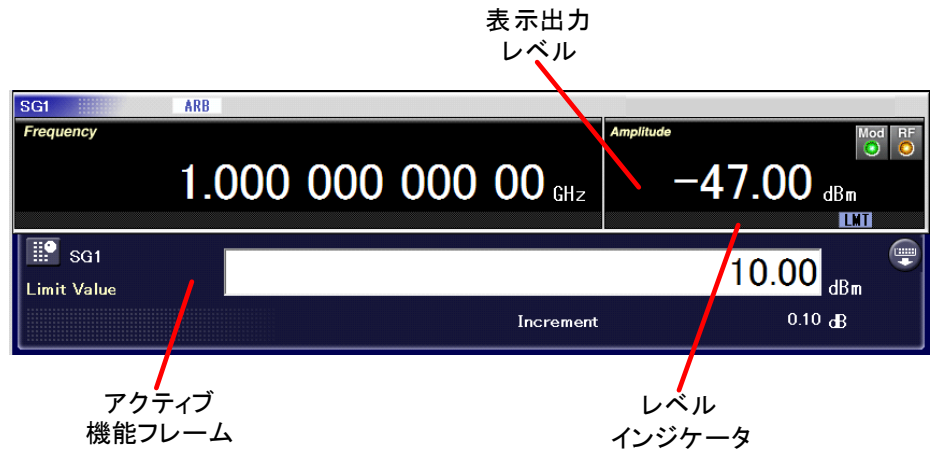 表示出力
レベル
SG1 ARB
Frequency
Amplitude
Mod RF
1.000 000 000 00 GHz
-47.00 dBm
LMT
SG1
Limit Value
10.00 dBm
Increment 0.10 dB
アクティブ
機能フレーム
レベル
インジケータ